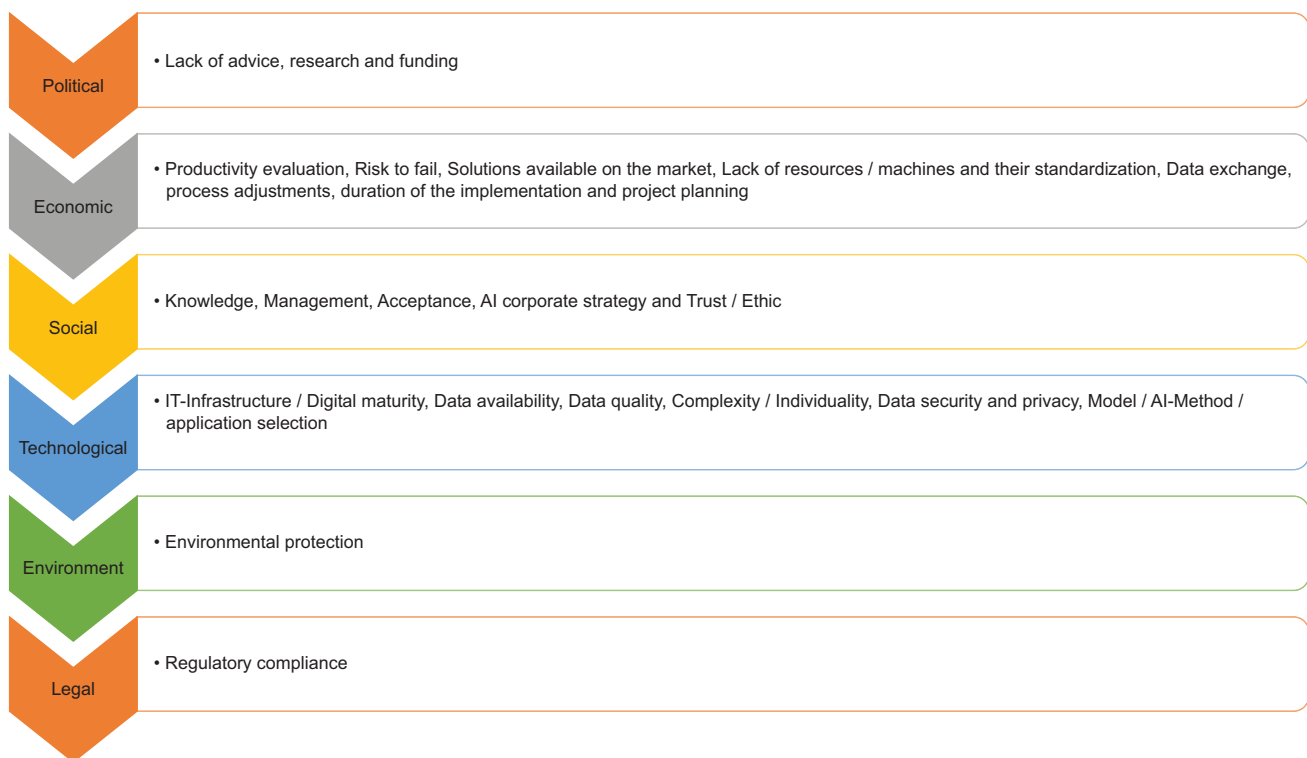 Political
• Lack of advice, research and funding
Economic
• Productivity evaluation, Risk to fail, Solutions available on the market, Lack of resources / machines and their standardization, Data exchange,
process adjustments, duration of the implementation and project planning
Social
• Knowledge, Management, Acceptance, AI corporate strategy and Trust / Ethic
Technological
• IT-Infrastructure / Digital maturity, Data availability, Data quality, Complexity / Individuality, Data security and privacy, Model / AI-Method /
application selection
Environment
• Environmental protection
Legal
• Regulatory compliance